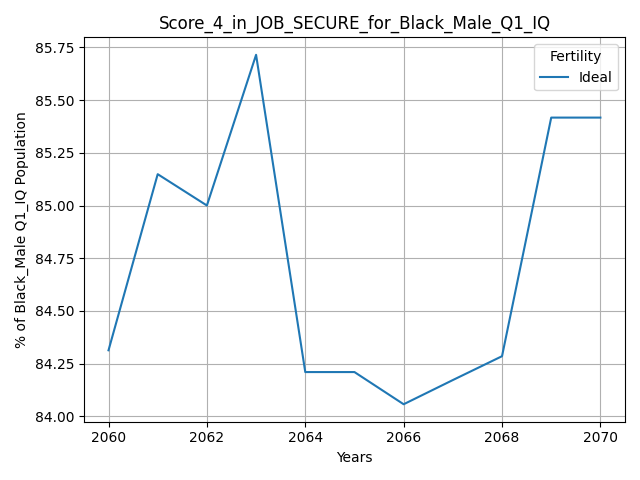 Score_4_in_JOB_SECURE_for_Black_Male_Q1_IQ
Fertility
Ideal
% of Black_Male Q1_IQ Population
85.75
85.50
85.25
85.00
84.75
84.50
84.25
84.00
2060 2062 2064 2066 2068 2070
Years